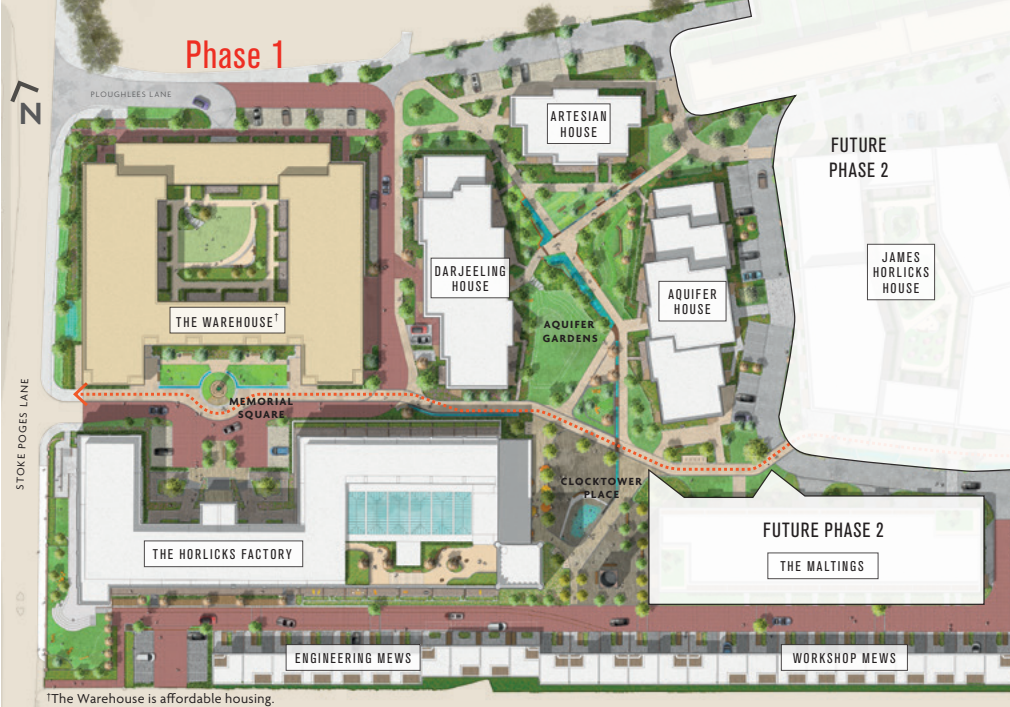 Phase 1
N
PLOUGHLEES LANE
ARTESIAN
HOUSE
FUTURE
PHASE 2
DARJEELING
HOUSE
JAMES
HORLICKS
HOUSE
AQUIFER
HOUSE
THE WAREHOUSE†
AQUIFER
GARDENS
MEMORIAL
SQUARE
STOKE POGES LANE
CLOCKTOWER
PLACE
FUTURE PHASE 2
THE HORLICKS FACTORY
THE MALTINGS
ENGINEERING MEWS
WORKSHOP MEWS
†The Warehouse is affordable housing.